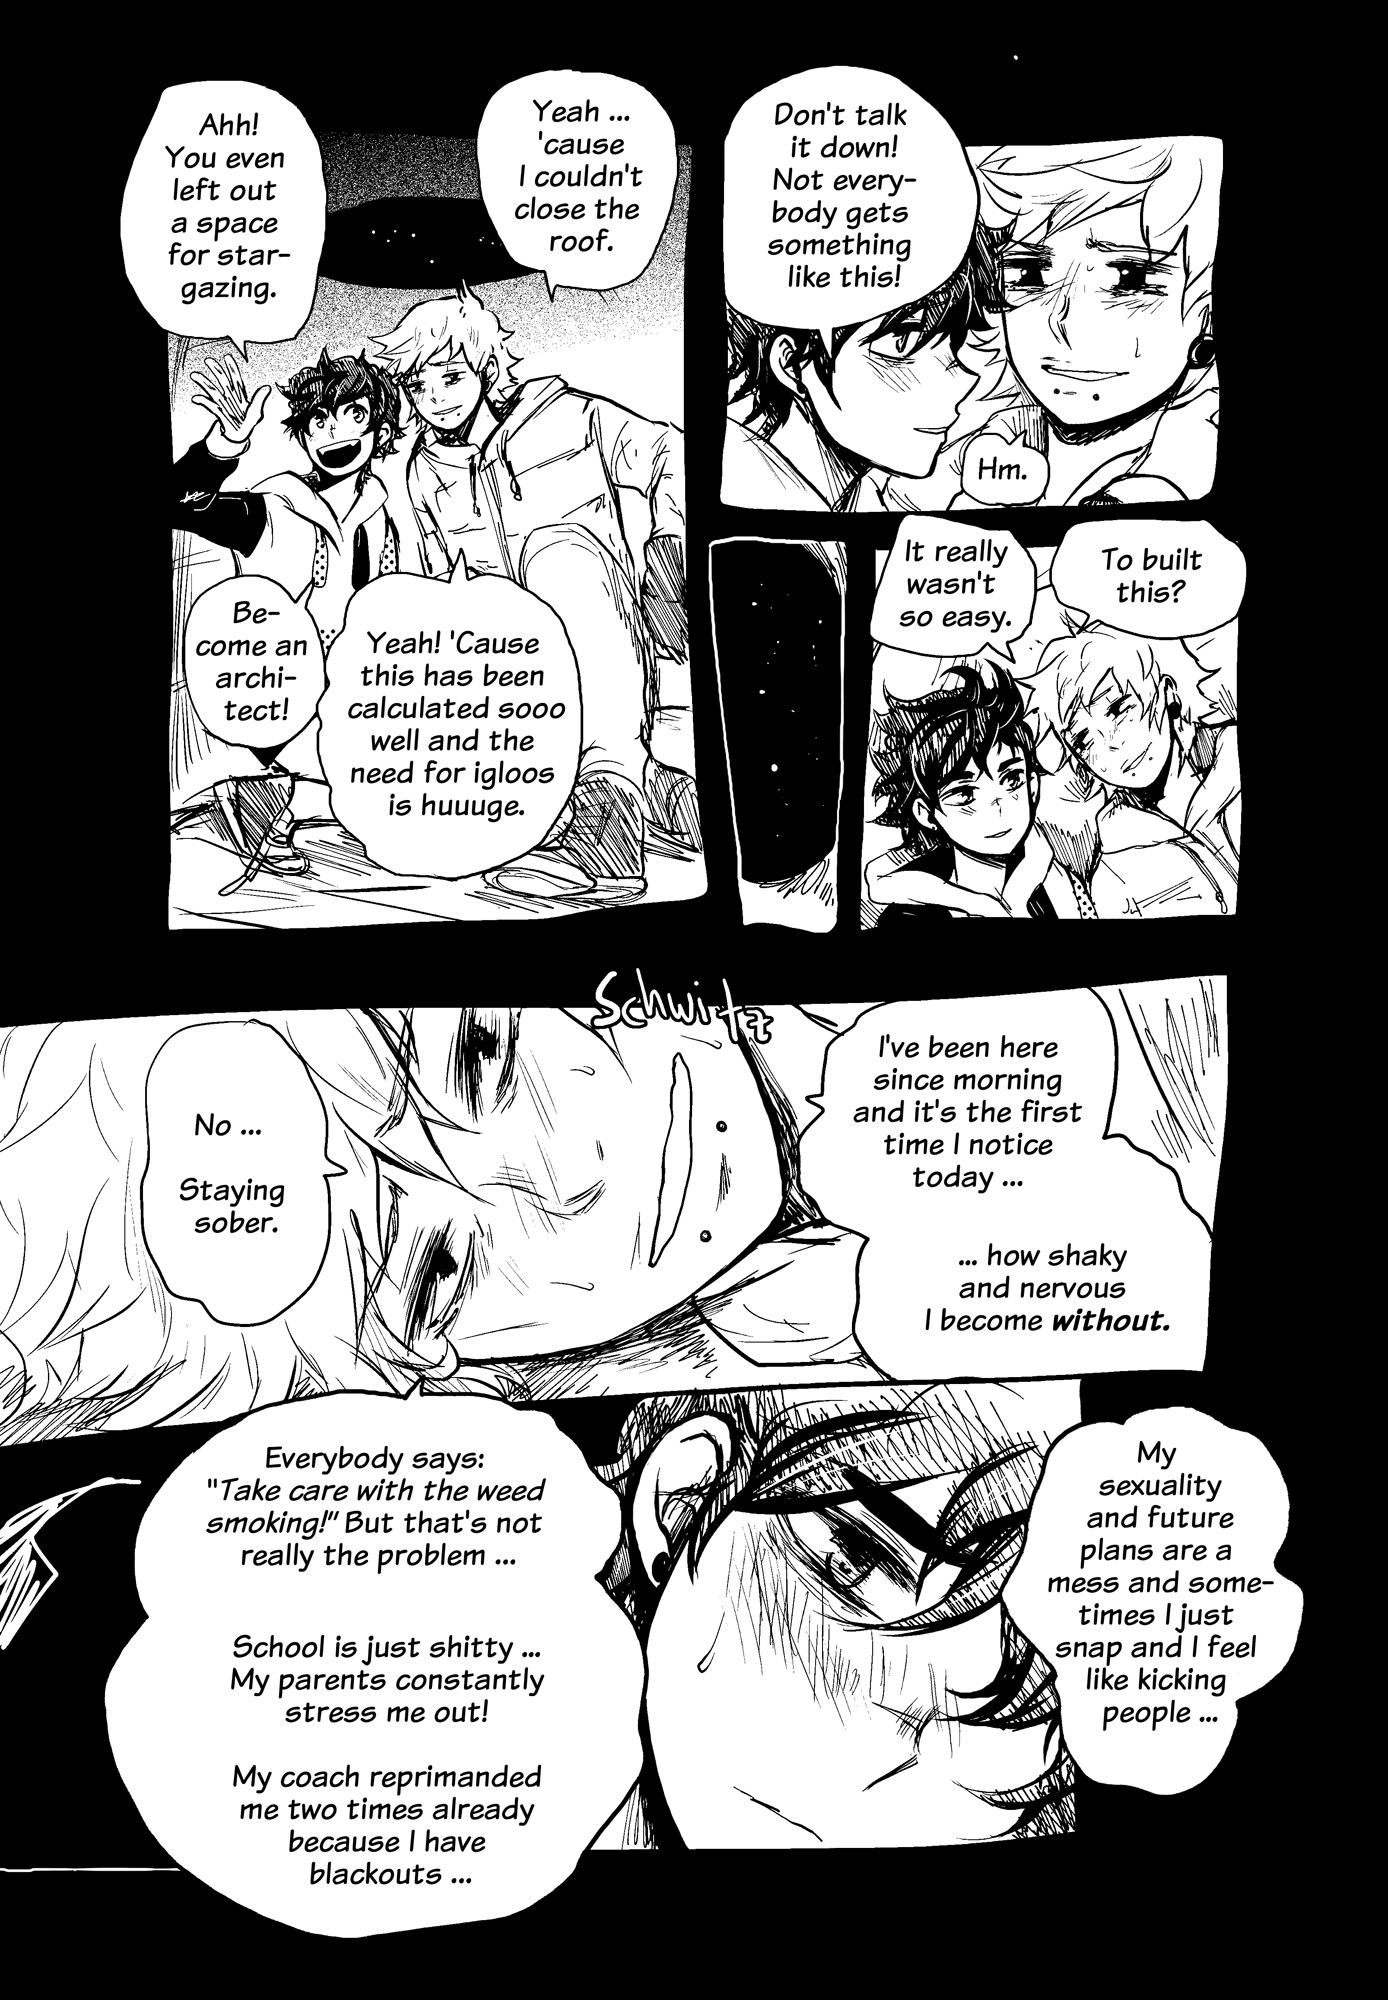 Ahh!
You even
left out
a space
for star-
gazing.
Yeah ...
'cause
I couldn't
close the
roof.
Be-
come an
archi-
tect!
Yeah! 'Cause
this has been
calculated sooo
well and the
need for igloos
is huuuge.
Don't talk
it down!
Not every-
body gets
something
like this!
Hm.
It really
wasn't
so easy.
To built
this?
Schwitz
No ...
Staying
sober.
I've been here
since morning
and it's the first
time I notice
today ...
... how shaky
and nervous
I become without.
Everybody says:
"Take care with the weed
smoking!" But that's not
really the problem ...
School is just shitty ...
My parents constantly
stress me out!
My coach reprimanded
me two times already
because I have
blackouts ...
My
sexuality
and future
plans are a
mess and some-
times I just
snap and I feel
like kicking
people ...